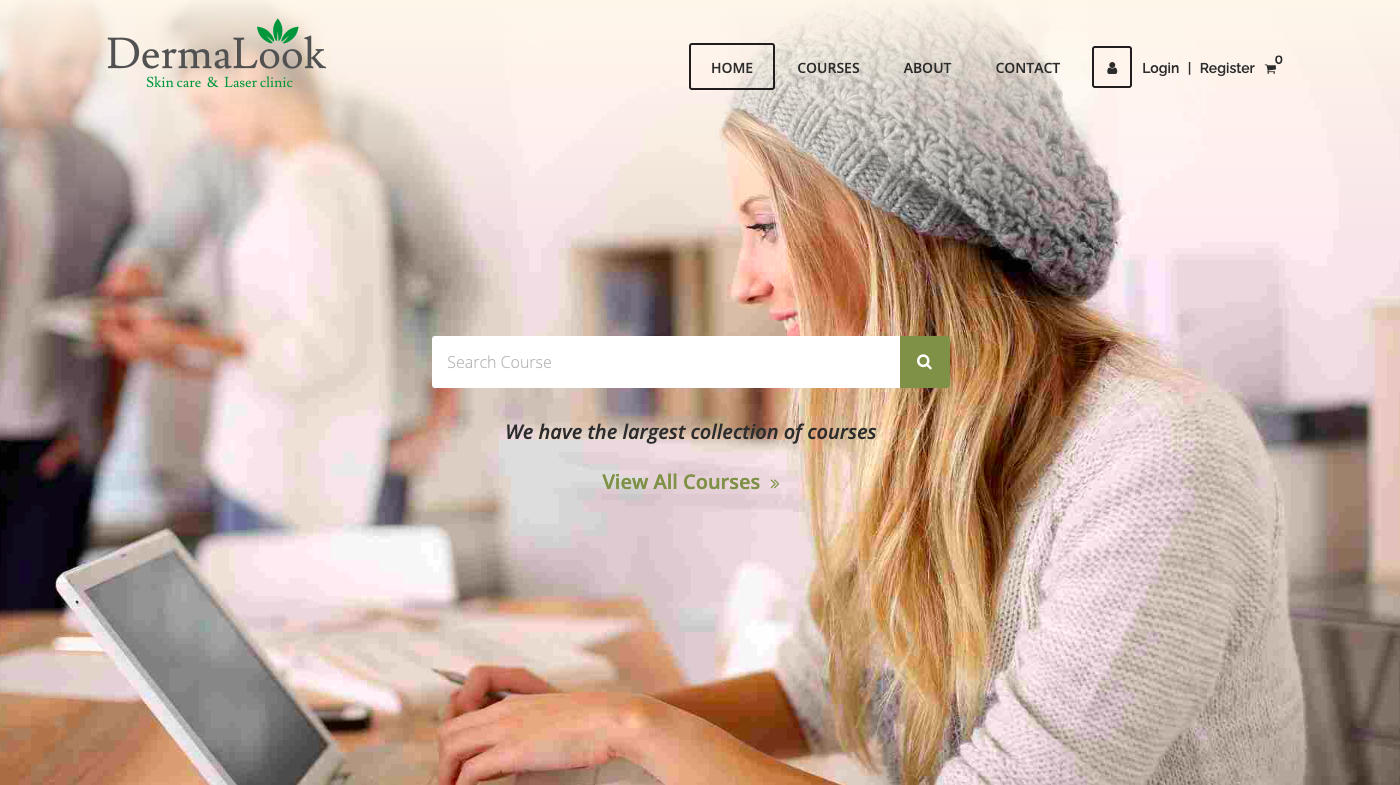 DermaLook
Skin care & Laser clinic
HOME COURSES ABOUT CONTACT Login | Register 0
Search Course
We have the largest collection of courses
View All Courses »